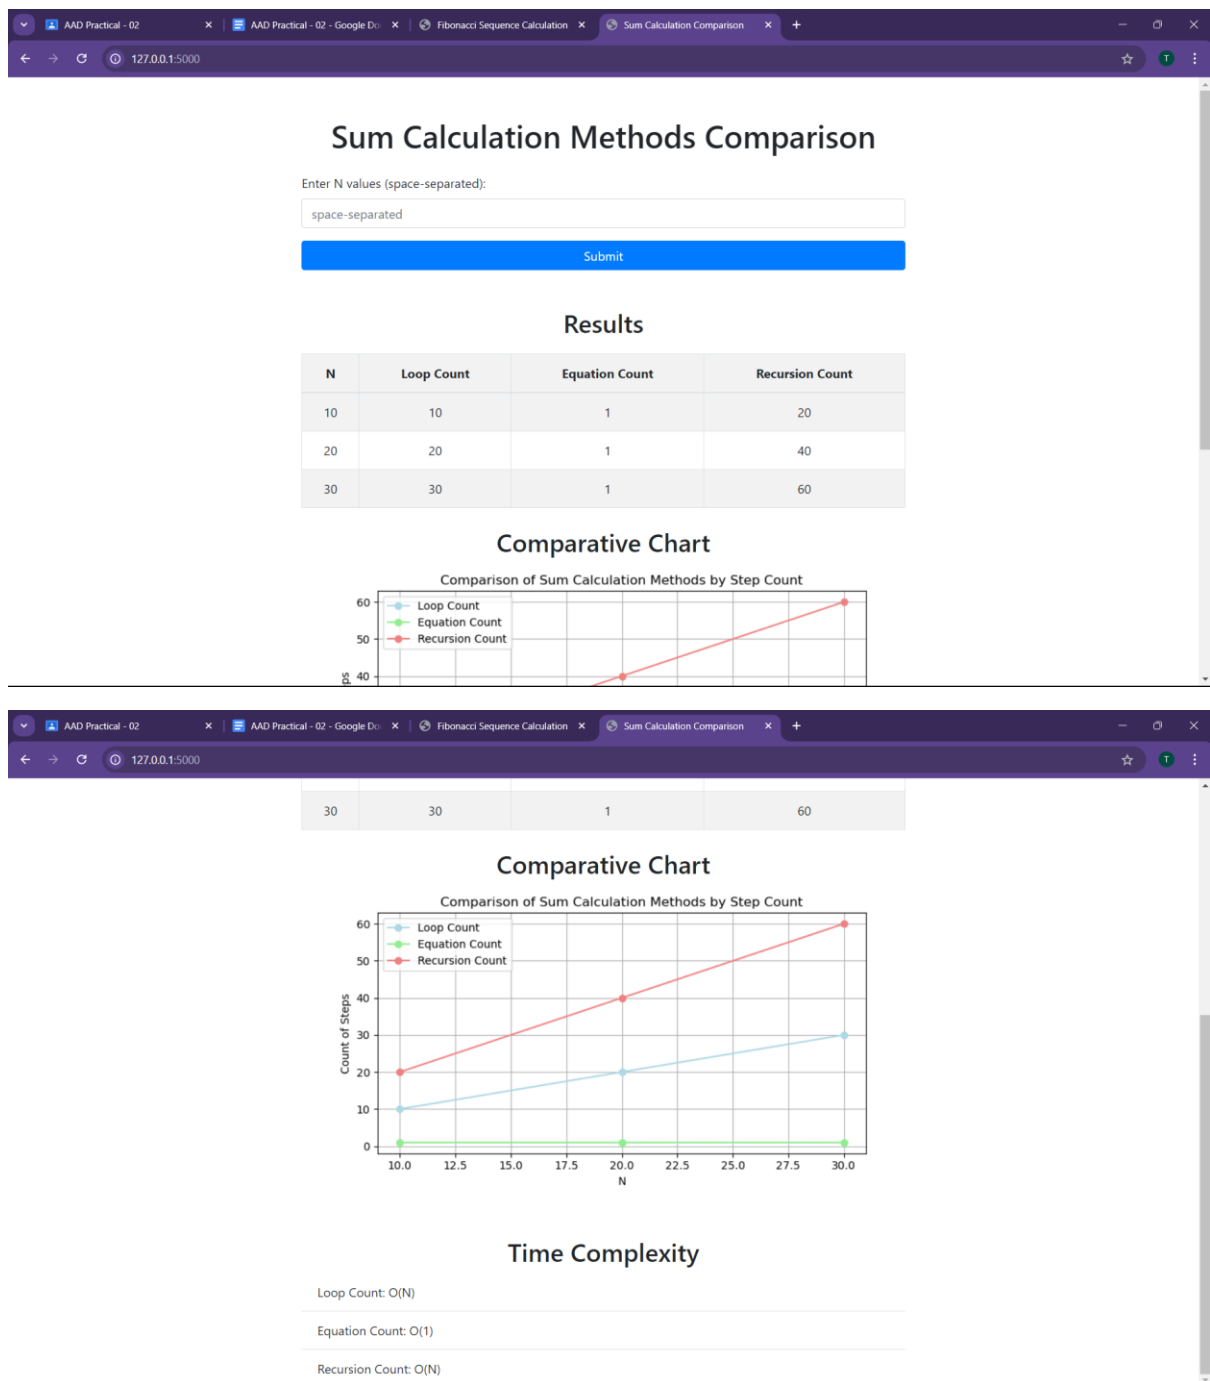 AAD Practical - 02
AAD Practical - 02 - Google Do
Fibonacci Sequence Calculation
Sum Calculation Comparison
127.0.0.1:5000
T
Sum Calculation Methods Comparison
Enter N values (space-separated):
space-separated
Submit
Results
N Loop Count Equation Count Recursion Count
10 10 1 20
20 20 1 40
30 30 1 60
Comparative Chart
Comparison of Sum Calculation Methods by Step Count
60
Loop Count
Equation Count
50
Recursion Count
40
AAD Practical - 02
AAD Practical - 02 - Google Do
Fibonacci Sequence Calculation
Sum Calculation Comparison
127.0.0.1:5000
T
30 30 1 60
Comparative Chart
Comparison of Sum Calculation Methods by Step Count
Loop Count
Equation Count
Recursion Count
Count of Steps
60
50
40
30
20
10
0
10.0 12.5 15.0 17.5 20.0 22.5 25.0 27.5 30.0
N
Time Complexity
Loop Count: O(N)
Equation Count: O(1)
Recursion Count: O(N)